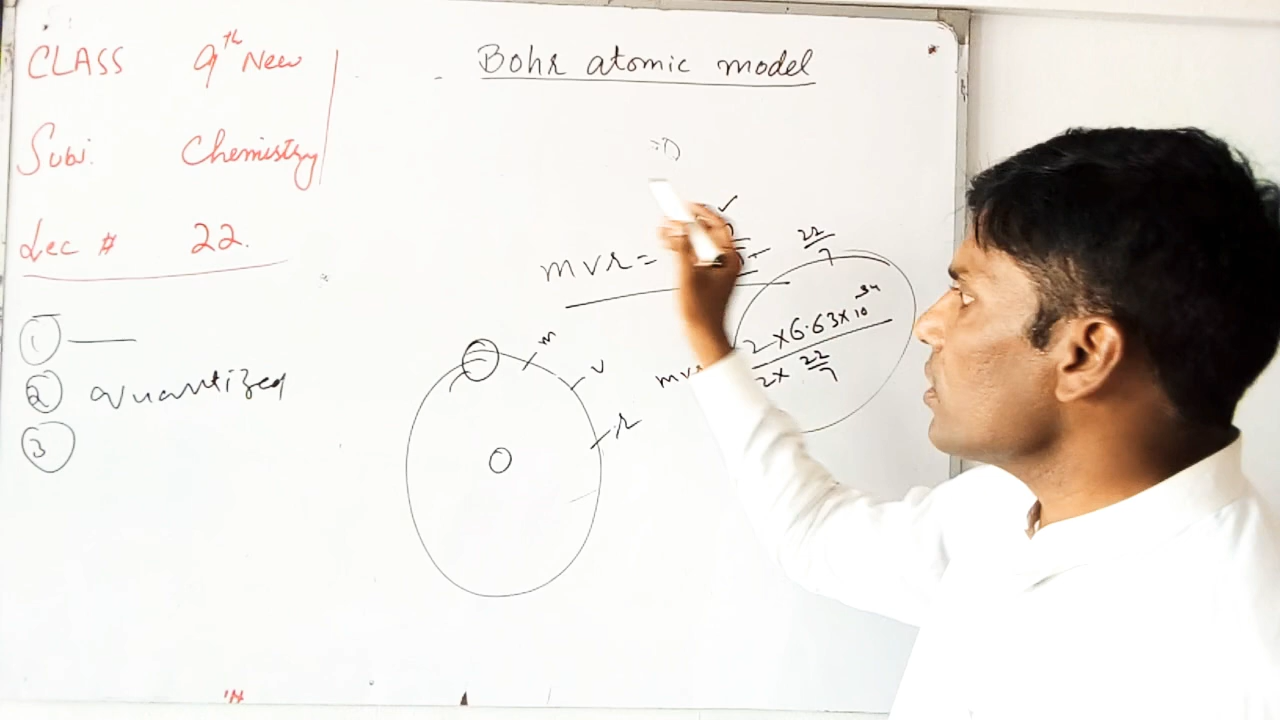 CLASS 9th New
Subj. Chemistry
Lec # 22.
Bohr atomic model
mvr =
22
7
2 × 6.63 × 10 -34
2 × 22
7
m
v
r
1
2 Quantized
3